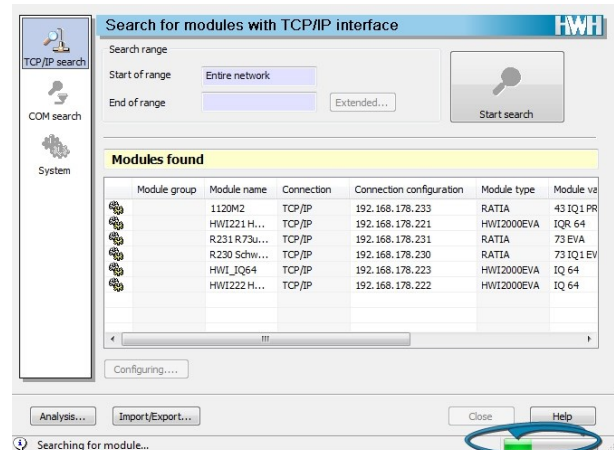 Search for modules with TCP/IP interface
HWH
TCP/IP search
COM search
System
Search range
Start of range Entire network
End of range Extended...
Start search
Modules found
Module group Module name Connection Connection configuration Module type Module va
1120M2 TCP/IP 192.168.178.233 RATIA 43 IQ1 PR
HWI221 H... TCP/IP 192.168.178.221 HWI2000EVA IQR 64
R231 R73u... TCP/IP 192.168.178.231 RATIA 73 EVA
R230 Schw... TCP/IP 192.168.178.230 RATIA 73 IQ1 EV
HWI_IQ64 TCP/IP 192.168.178.223 HWI2000EVA IQ 64
HWI222 H... TCP/IP 192.168.178.222 HWI2000EVA IQ 64
Configuring....
Analysis... Import/Export... Close Help
Searching for module...